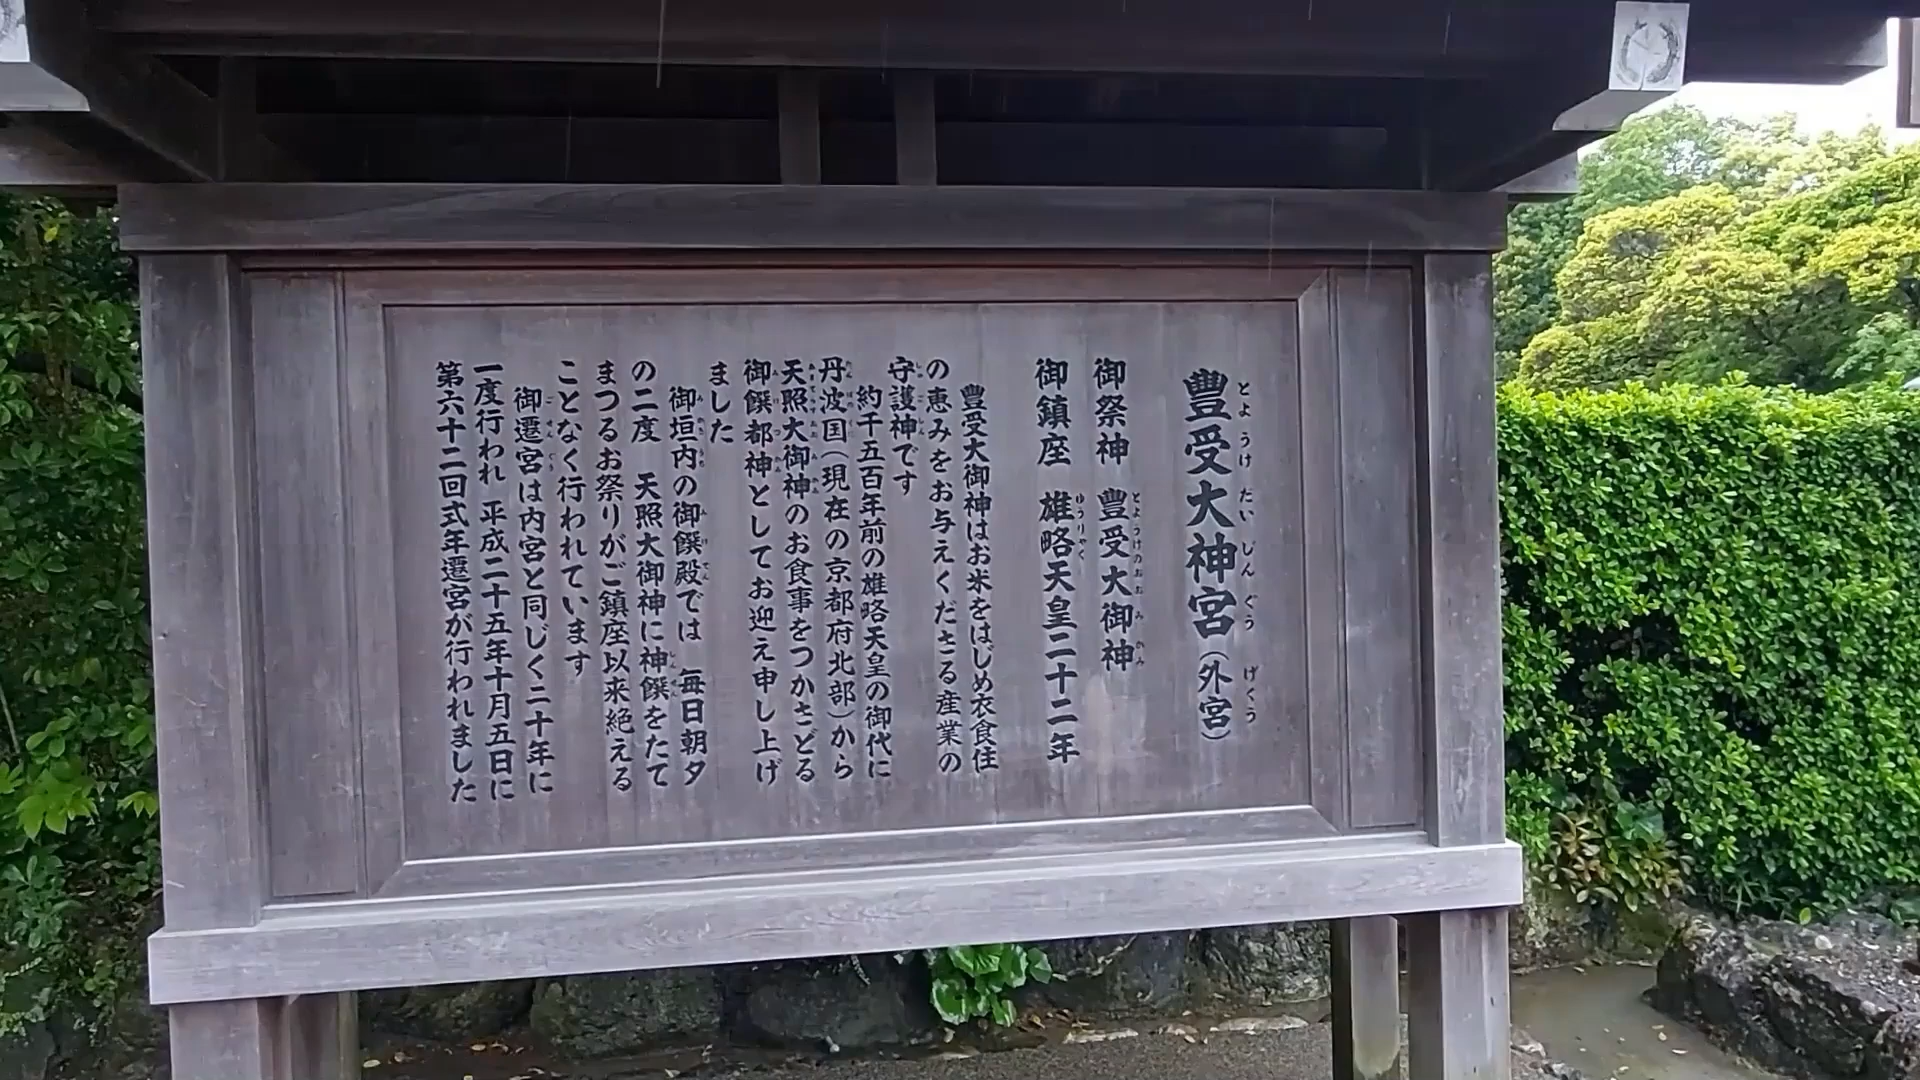 豊受大神宮（外宮）
御祭神　豊受大御神
御鎮座　雄略天皇二十二年
豊受大御神はお米をはじめ衣食住
の恵みをお与えくださる産業の
守護神です
約千五百年前の雄略天皇の御代に
丹波国（現在の京都府北部）から
天照大御神のお食事をつかさどる
御饌都神としてお迎え申し上げ
ました
御垣内の御饌殿では　毎日朝夕
の二度　天照大御神に神饌をたて
まつるお祭りがご鎮座以来絶える
ことなく行われています
御遷宮は内宮と同じく二十年に
一度行われ　平成二十五年十月五日に
第六十二回式年遷宮が行われました